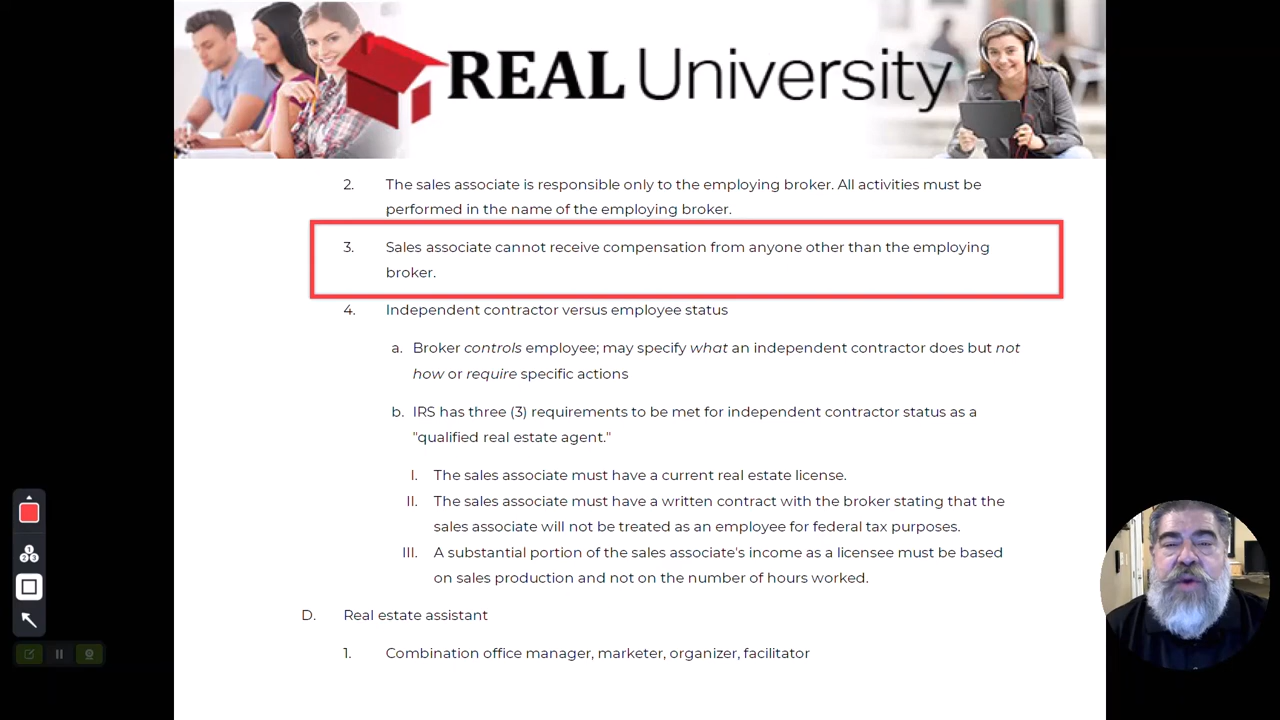 REAL University
2. The sales associate is responsible only to the employing broker. All activities must be
performed in the name of the employing broker.
3. Sales associate cannot receive compensation from anyone other than the employing
broker.
4. Independent contractor versus employee status
a. Broker controls employee; may specify what an independent contractor does but not
how or require specific actions
b. IRS has three (3) requirements to be met for independent contractor status as a
"qualified real estate agent."
I. The sales associate must have a current real estate license.
II. The sales associate must have a written contract with the broker stating that the
sales associate will not be treated as an employee for federal tax purposes.
III. A substantial portion of the sales associate's income as a licensee must be based
on sales production and not on the number of hours worked.
D. Real estate assistant
1. Combination office manager, marketer, organizer, facilitator